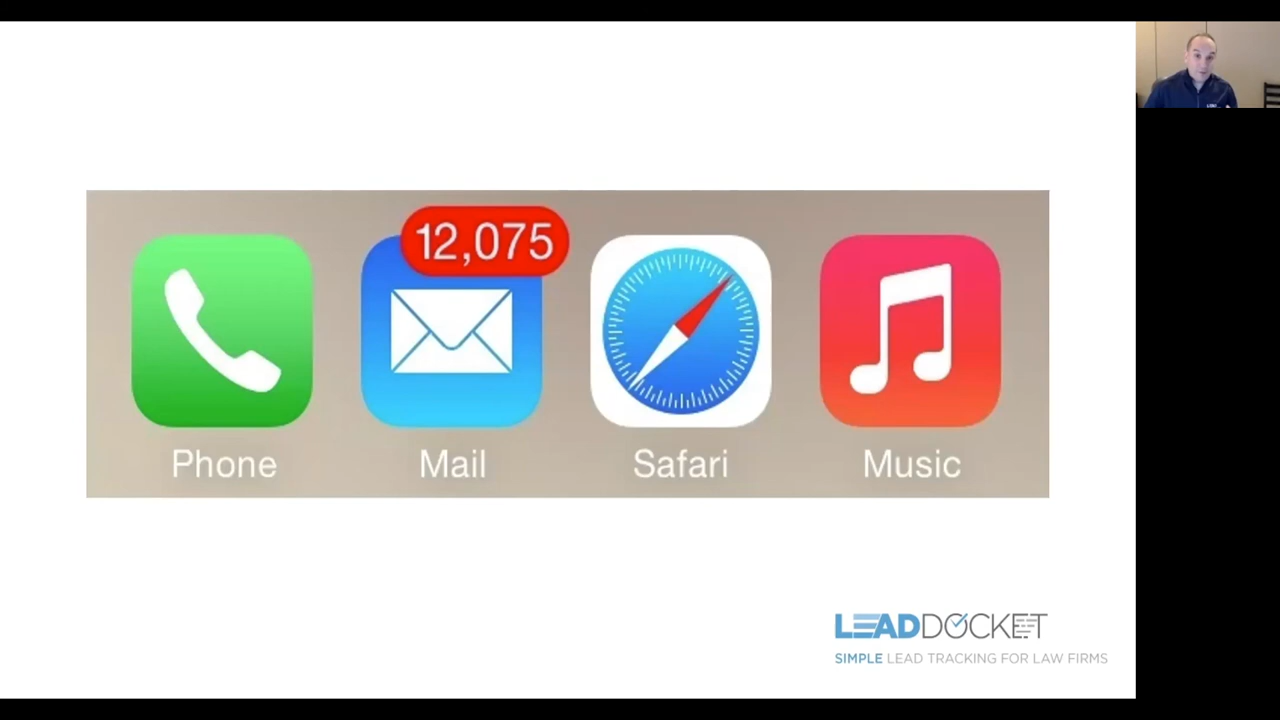 12,075
Phone
Mail
Safari
Music
LEADDOCKET
SIMPLE LEAD TRACKING FOR LAW FIRMS